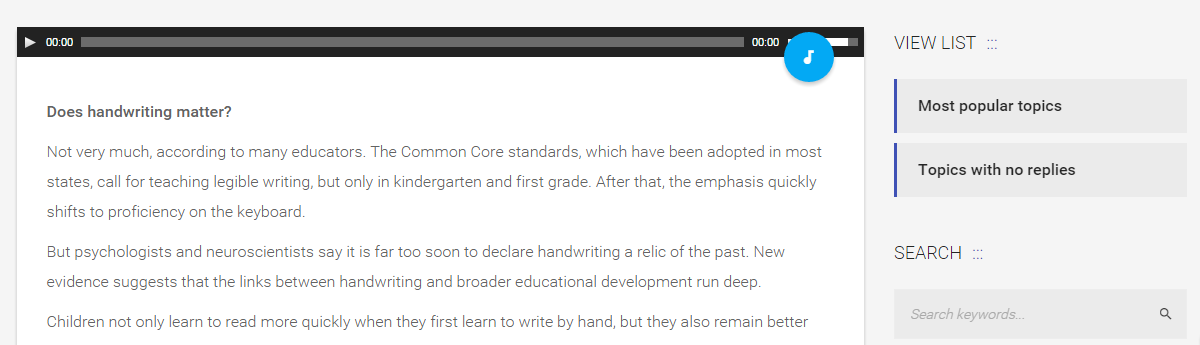 00:00 00:00
Does handwriting matter?
Not very much, according to many educators. The Common Core standards, which have been adopted in most
states, call for teaching legible writing, but only in kindergarten and first grade. After that, the emphasis quickly
shifts to proficiency on the keyboard.
But psychologists and neuroscientists say it is far too soon to declare handwriting a relic of the past. New
evidence suggests that the links between handwriting and broader educational development run deep.
Children not only learn to read more quickly when they first learn to write by hand, but they also remain better
VIEW LIST :::
Most popular topics
Topics with no replies
SEARCH :::
Search keywords...